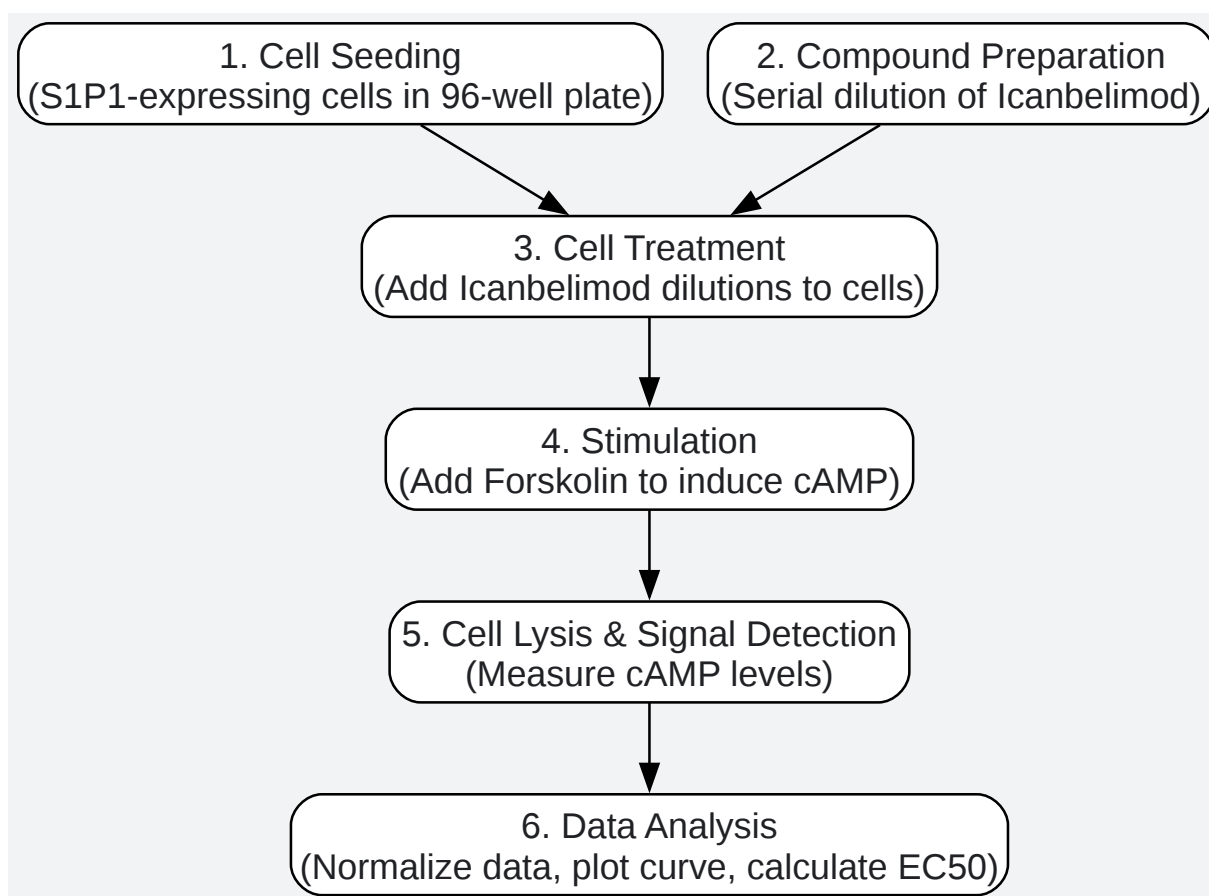 1. Cell Seeding
(S1P1-expressing cells in 96-well plate)
2. Compound Preparation
(Serial dilution of Icanbelimod)
3. Cell Treatment
(Add Icanbelimod dilutions to cells)
4. Stimulation
(Add Forskolin to induce cAMP)
5. Cell Lysis & Signal Detection
(Measure cAMP levels)
6. Data Analysis
(Normalize data, plot curve, calculate EC50)